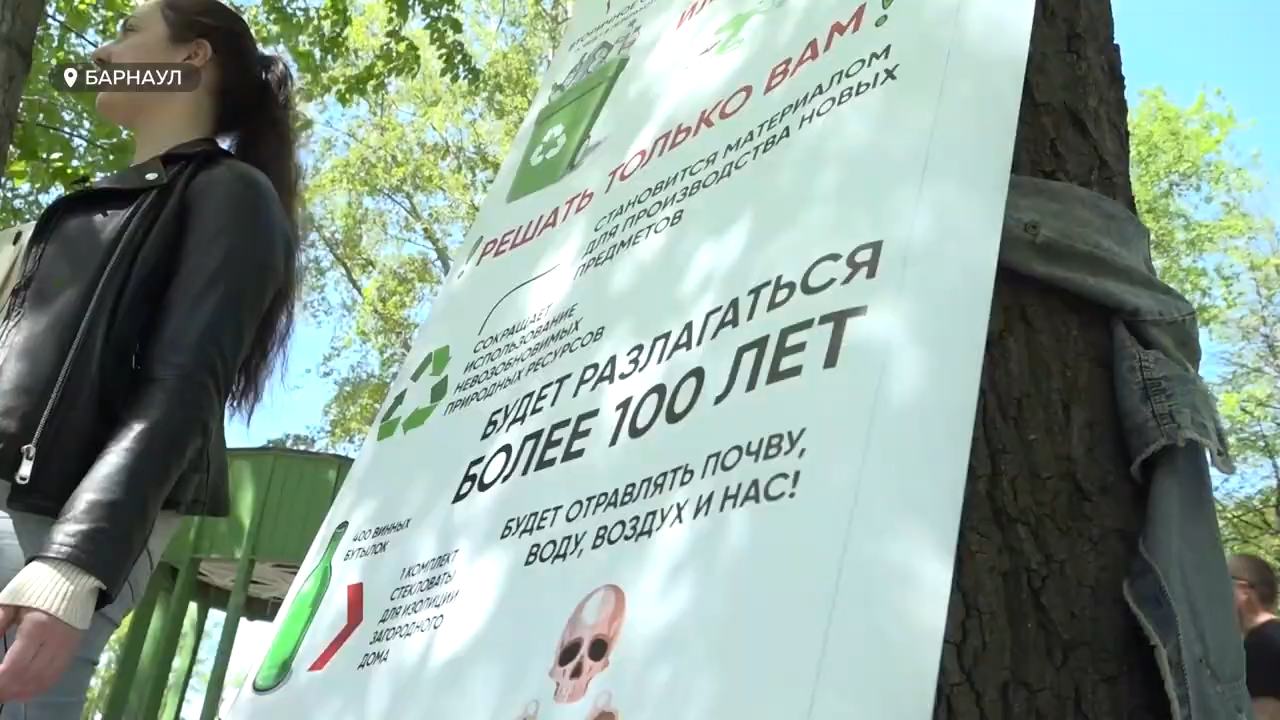 БАРНАУЛ
РЕШАТЬ ТОЛЬКО ВАМ!
СТАНОВИТСЯ МАТЕРИАЛОМ
ДЛЯ ПРОИЗВОДСТВА НОВЫХ
ПРЕДМЕТОВ
СОКРАЩАЕТ
ИСПОЛЬЗОВАНИЕ
НЕВОЗОБНОВИМЫХ
ПРИРОДНЫХ РЕСУРСОВ
БУДЕТ РАЗЛАГАТЬСЯ
БОЛЕЕ 100 ЛЕТ
БУДЕТ ОТРАВЛЯТЬ ПОЧВУ,
ВОДУ, ВОЗДУХ И НАС!
400 ВИННЫХ
БУТЫЛОК
1 КОМПЛЕКТ
СТЕКЛОВАТЫ
ДЛЯ ИЗОЛЯЦИИ
ЗАГОРОДНОГО
ДОМА